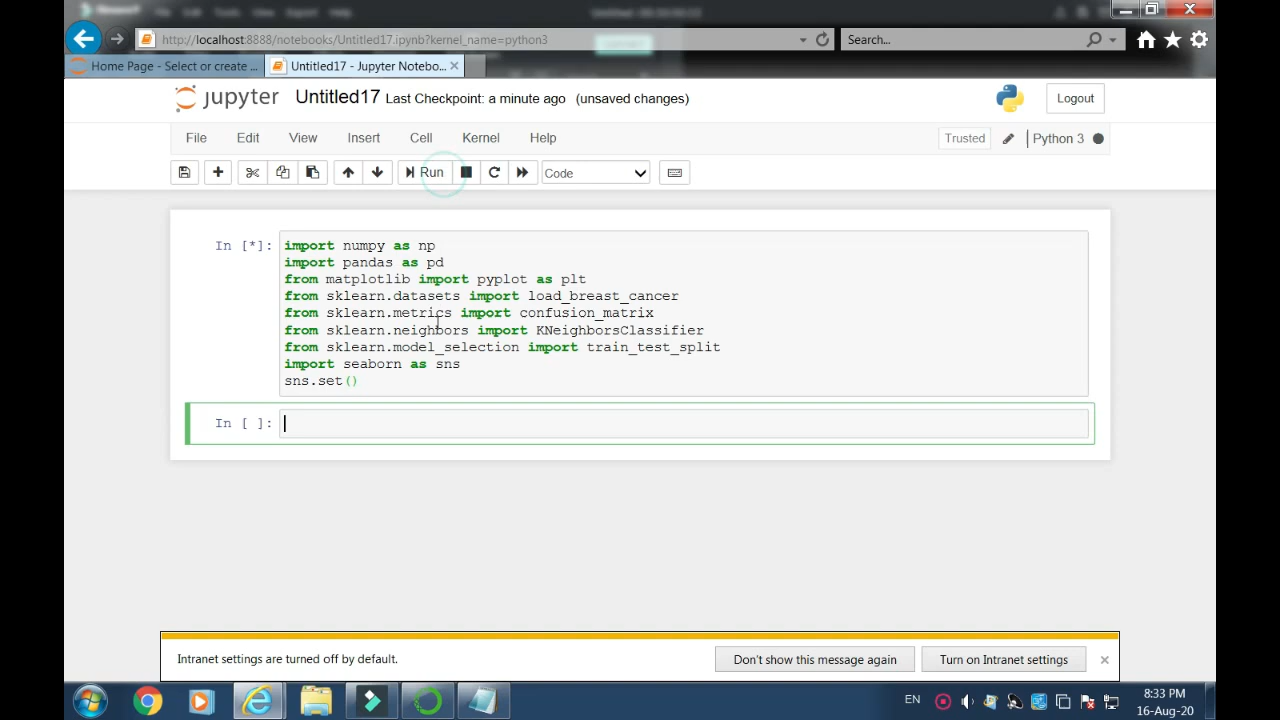 http://localhost:8888/notebooks/Untitled17.ipynb?kernel_name=python3
Search...
Home Page - Select or create ...
Untitled17 - Jupyter Notebo...
jupyter Untitled17 Last Checkpoint: a minute ago (unsaved changes)
Logout
File Edit View Insert Cell Kernel Help
Trusted
Python 3
Run
Code
In [*]:
import numpy as np
import pandas as pd
from matplotlib import pyplot as plt
from sklearn.datasets import load_breast_cancer
from sklearn.metrics import confusion_matrix
from sklearn.neighbors import KNeighborsClassifier
from sklearn.model_selection import train_test_split
import seaborn as sns
sns.set()
In [ ]:
Intranet settings are turned off by default.
Don't show this message again
Turn on Intranet settings
EN
8:33 PM
16-Aug-20